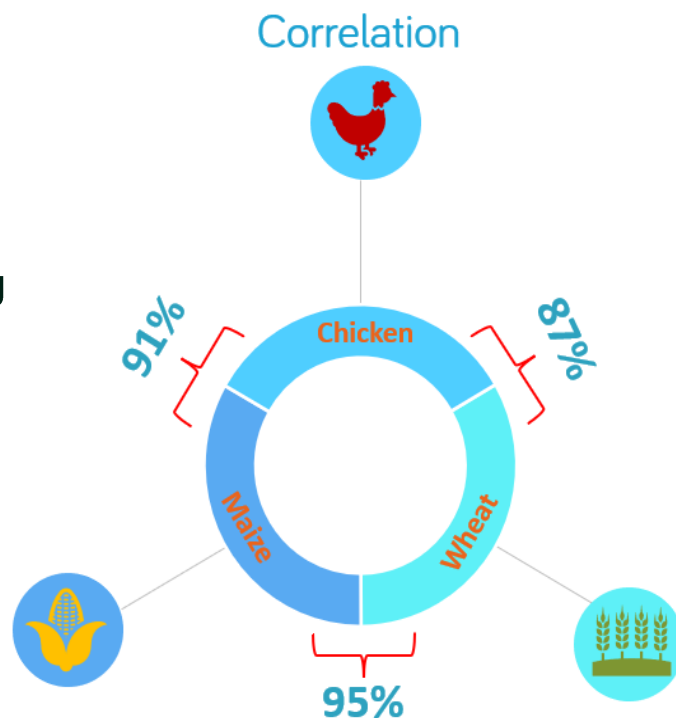 Correlation
g
91%
87%
Chicken
Maize
Wheat
95%